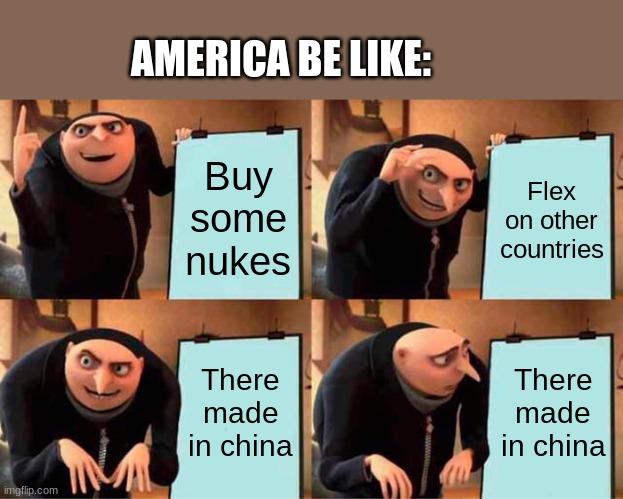 AMERICA BE LIKE:
Buy
some
nukes
Flex
on other
countries
There
made
in china
There
made
in china
imgflip.com